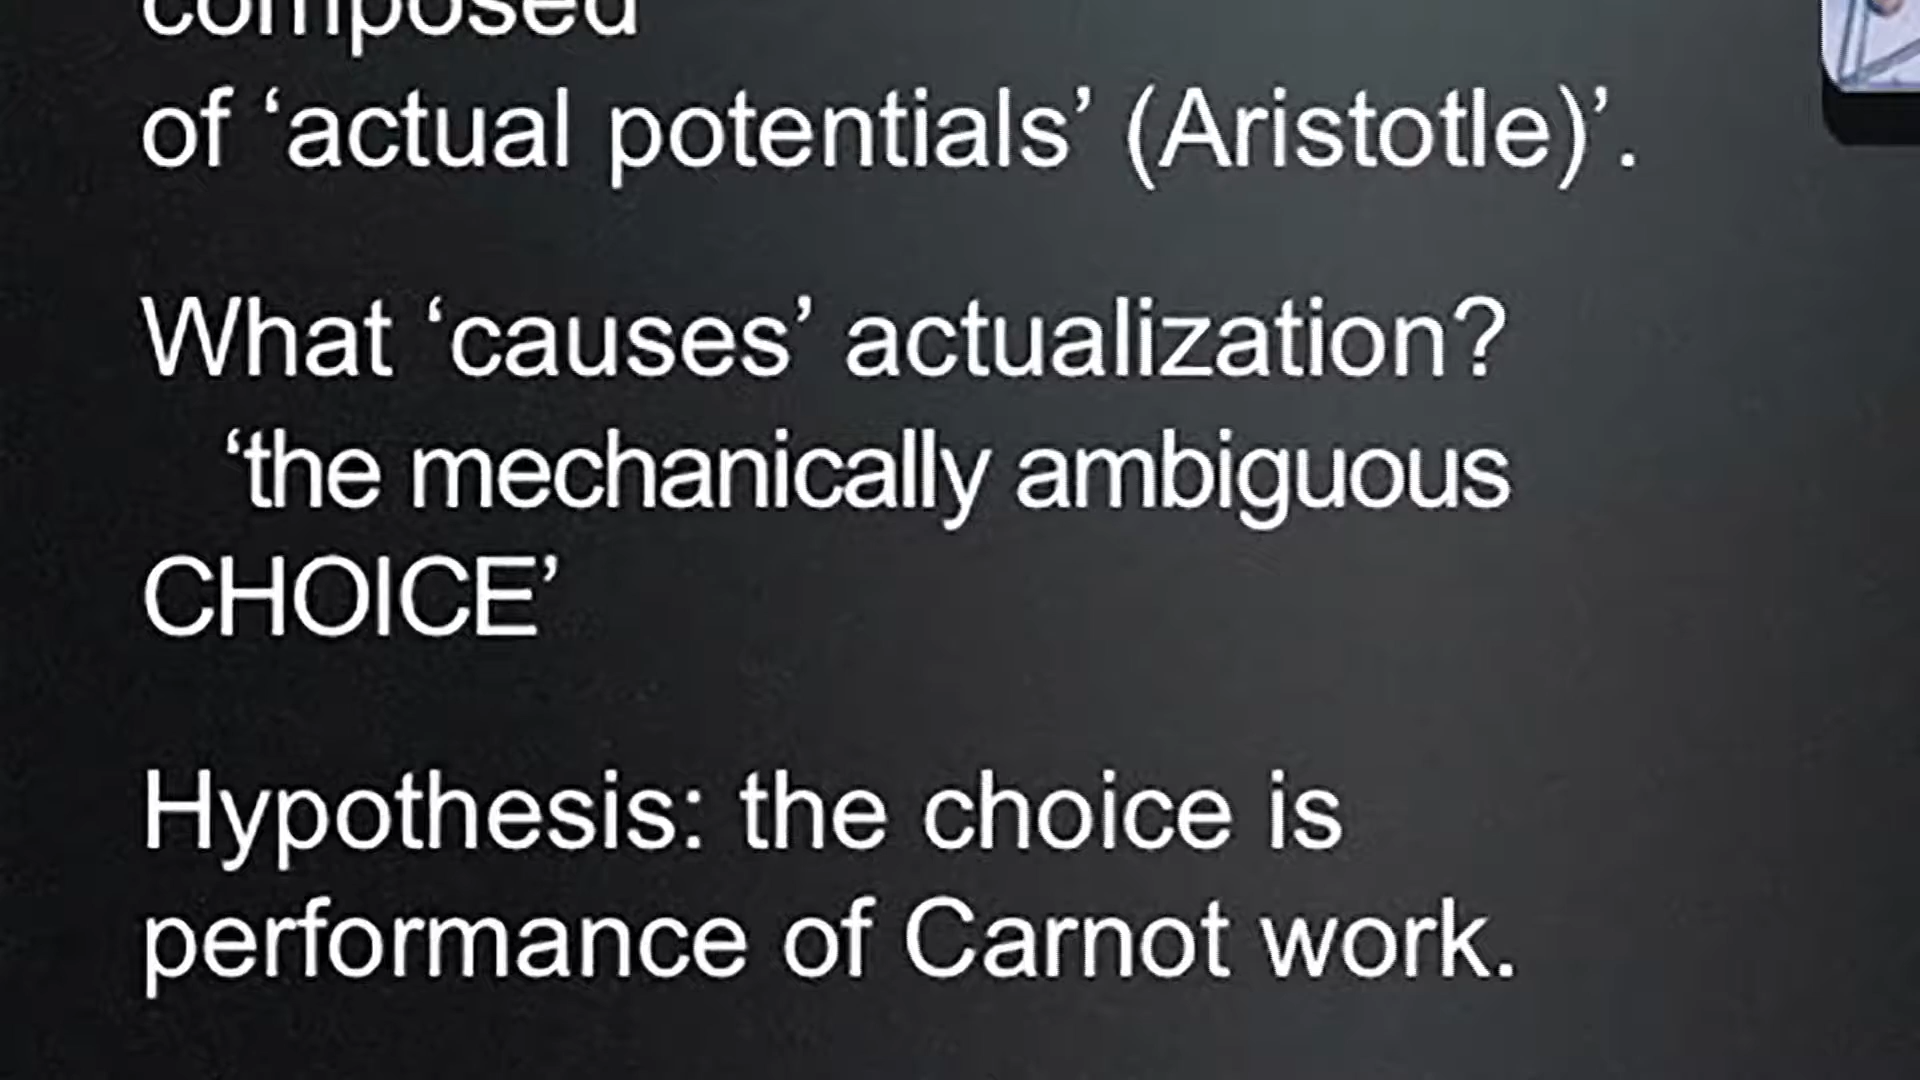 composed
of ‘actual potentials’ (Aristotle)’.
What ‘causes’ actualization?
‘the mechanically ambiguous
CHOICE’
Hypothesis: the choice is
performance of Carnot work.